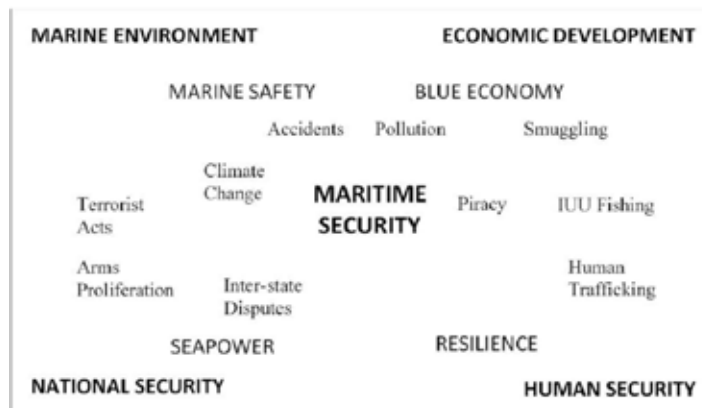 MARINE ENVIRONMENT
ECONOMIC DEVELOPMENT
MARINE SAFETY
BLUE ECONOMY
Accidents
Pollution
Smuggling
Climate
Change
MARITIME
SECURITY
Piracy
IUU Fishing
Terrorist
Acts
Arms
Proliferation
Inter-state
Disputes
Human
Trafficking
SEAPOWER
RESILIENCE
NATIONAL SECURITY
HUMAN SECURITY